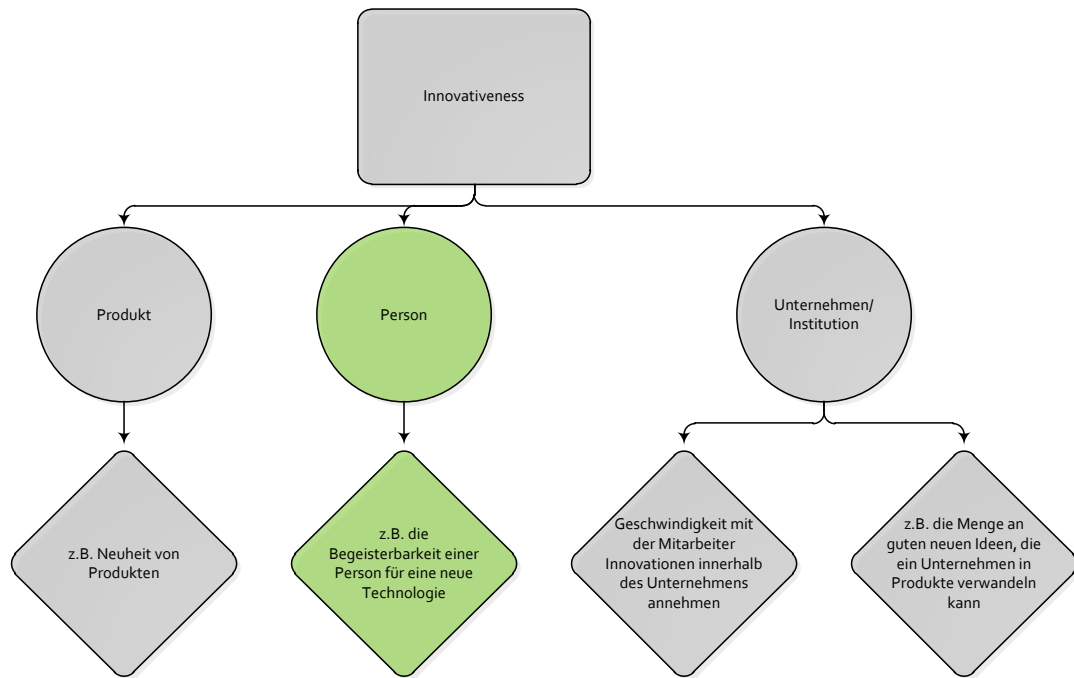 Innovativeness
Produkt
Person
Unternehmen/
Institution
z.B. Neuheit von
Produkten
z.B. die
Begeisterbarkeit einer
Person für eine neue
Technologie
Geschwindigkeit mit
der Mitarbeiter
Innovationen innerhalb
des Unternehmens
annehmen
z.B. die Menge an
guten neuen Ideen, die
ein Unternehmen in
Produkte verwandeln
kann